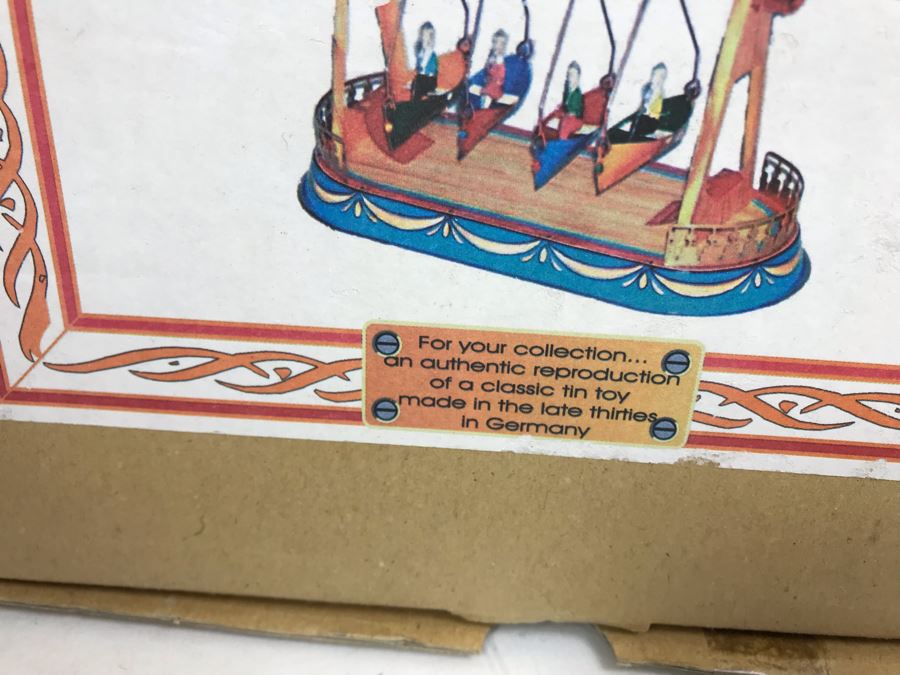 For your collection...
an authentic reproduction
of a classic tin toy
made in the late thirties
in Germany